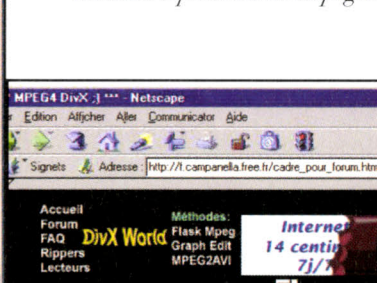 MPEG4 DivX ;) *** - Netscape
Edition Afficher Aller Communicator Aide
Signets Adresse : http://t.campanella.free.fr/cadre_pour_forum.htm
Accueil
Forum
FAQ
Rippers
Lecteurs
DivX World
Méthodes:
Flask Mpeg
Graph Edit
MPEG2AVI
Internet
14 centin
7j/7